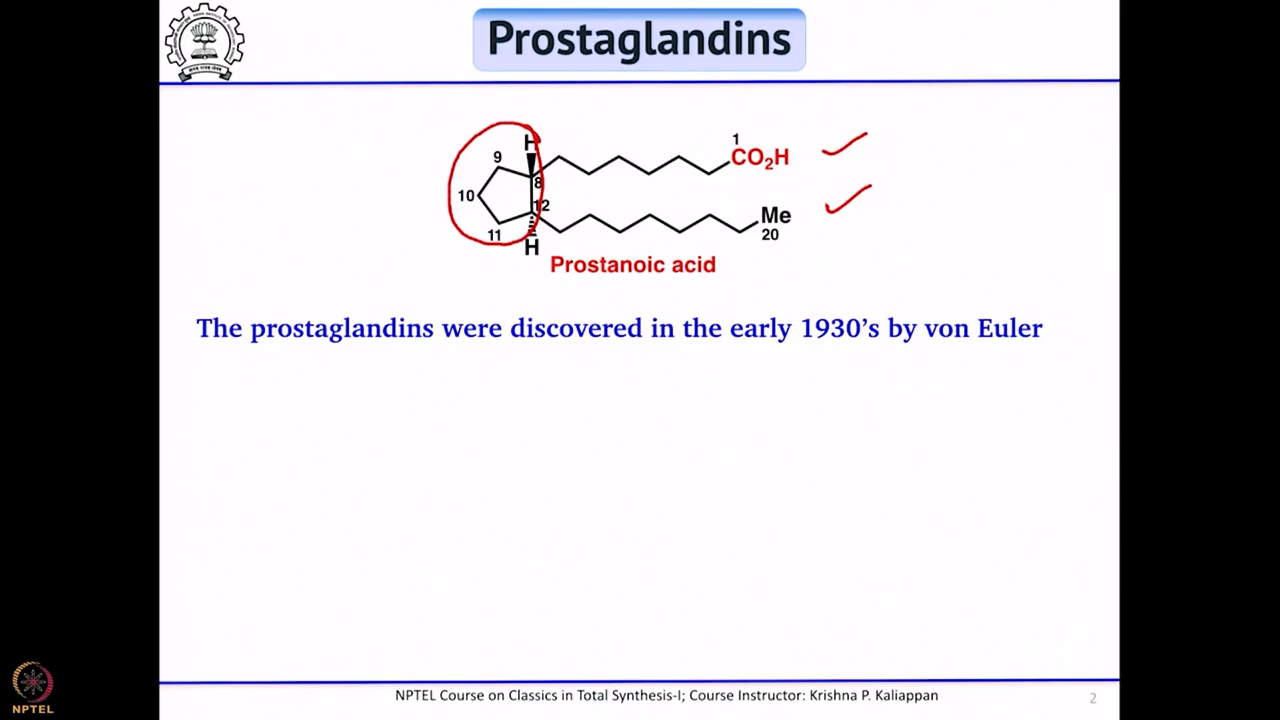 Prostaglandins
H
1
9
CO₂H
8
10
12
Me
11
20
H
Prostanoic acid
The prostaglandins were discovered in the early 1930's by von Euler
NPTEL Course on Classics in Total Synthesis-I; Course Instructor: Krishna P. Kaliappan
2
NPTEL